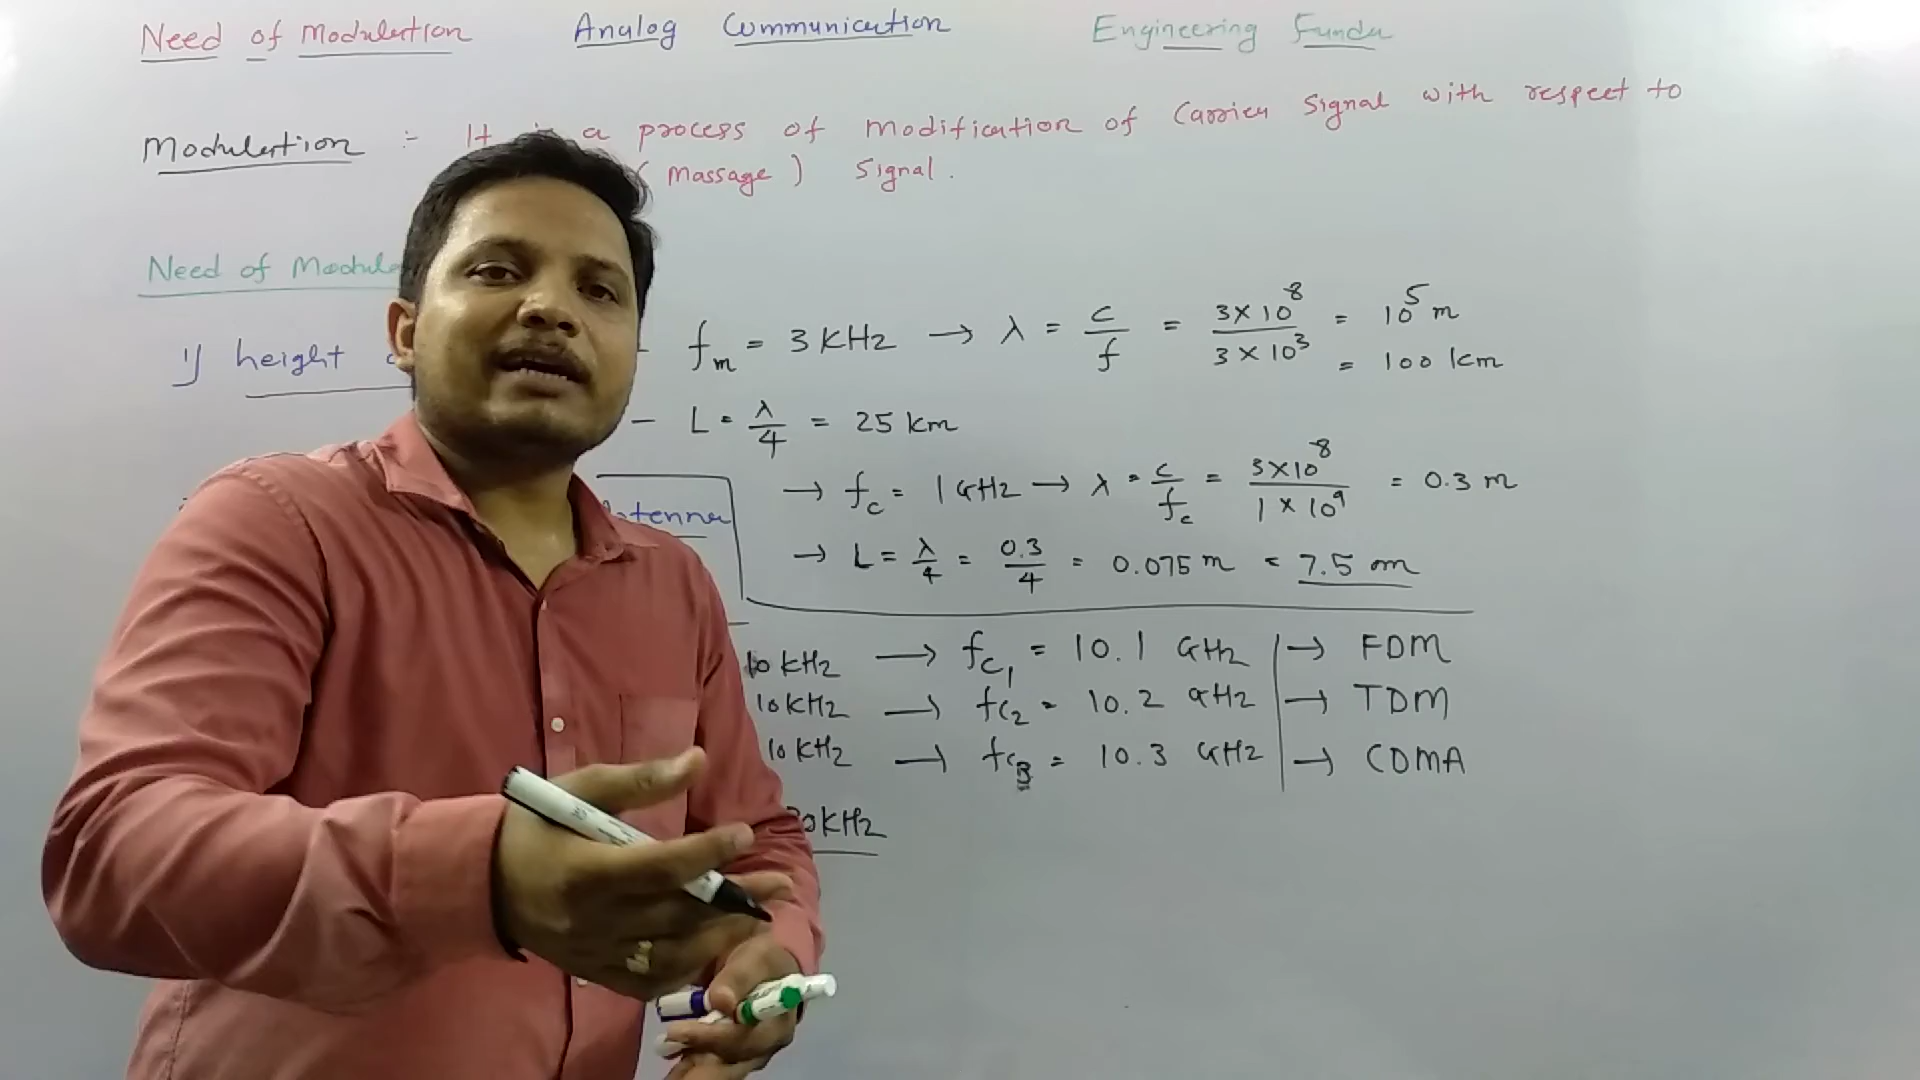 Need of Modulation Analog Communication Engineering Funda
Modulation :- It is a process of modification of Carrier Signal with respect to
( Massage ) Signal .
Need of Modul
1) height
- fm = 3 KHz → λ = c/f = 3×10^8 / 3×10^3 = 10^5 m
= 100 km
- L = λ/4 = 25 km
→ fc = 1 GHz → λ = c/fc = 3×10^8 / 1×10^9 = 0.3 m
ntenna
→ L = λ/4 = 0.3/4 = 0.075 m = 7.5 cm
10 KHz → fc1 = 10.1 GHz → FDM
10 KHz → fc2 = 10.2 GHz → TDM
10 KHz → fc3 = 10.3 GHz → CDMA
0 KHz